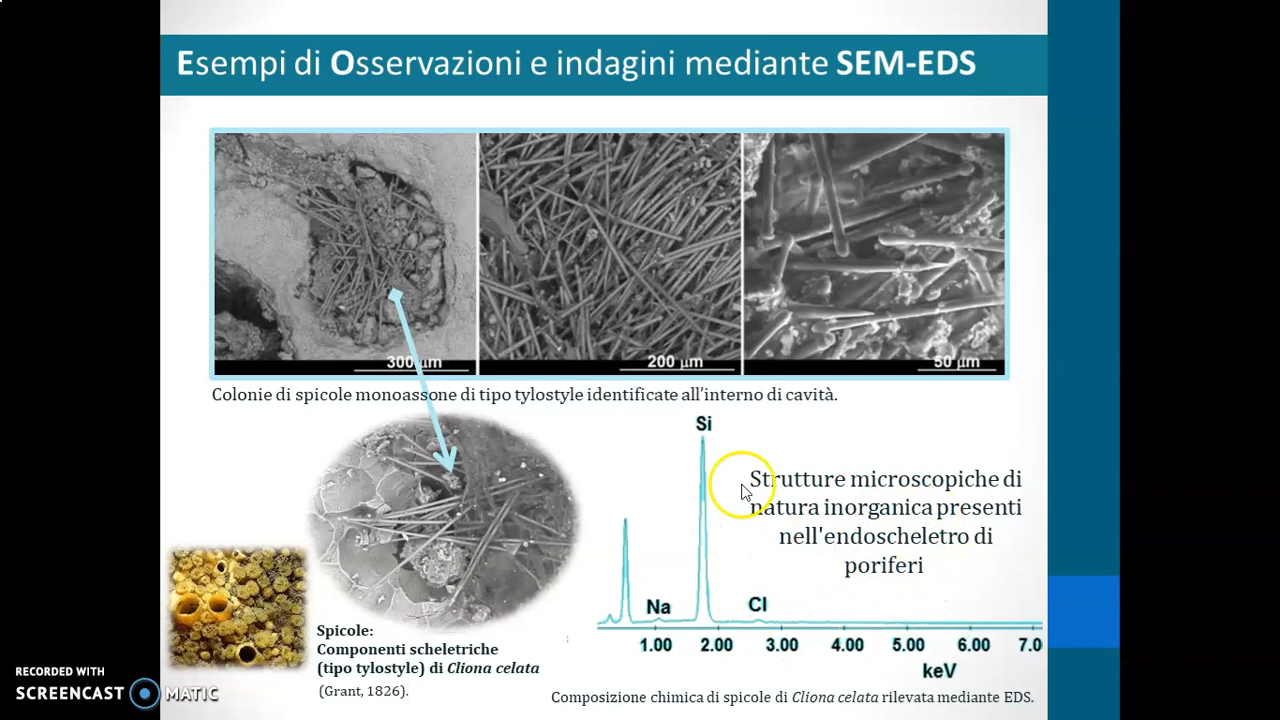 Esempi di Osservazioni e indagini mediante SEM-EDS
300 µm
200 µm
50 µm
Colonie di spicole monoassone di tipo tylostyle identificate all'interno di cavità.
Si
Strutture microscopiche di
natura inorganica presenti
nell'endoscheletro di
poriferi
Na
Cl
1.00 2.00 3.00 4.00 5.00 6.00 7.0
keV
Spicole:
Componenti scheletriche
(tipo tylostyle) di Cliona celata
(Grant, 1826).
Composizione chimica di spicole di Cliona celata rilevata mediante EDS.
RECORDED WITH
SCREENCAST MATIC